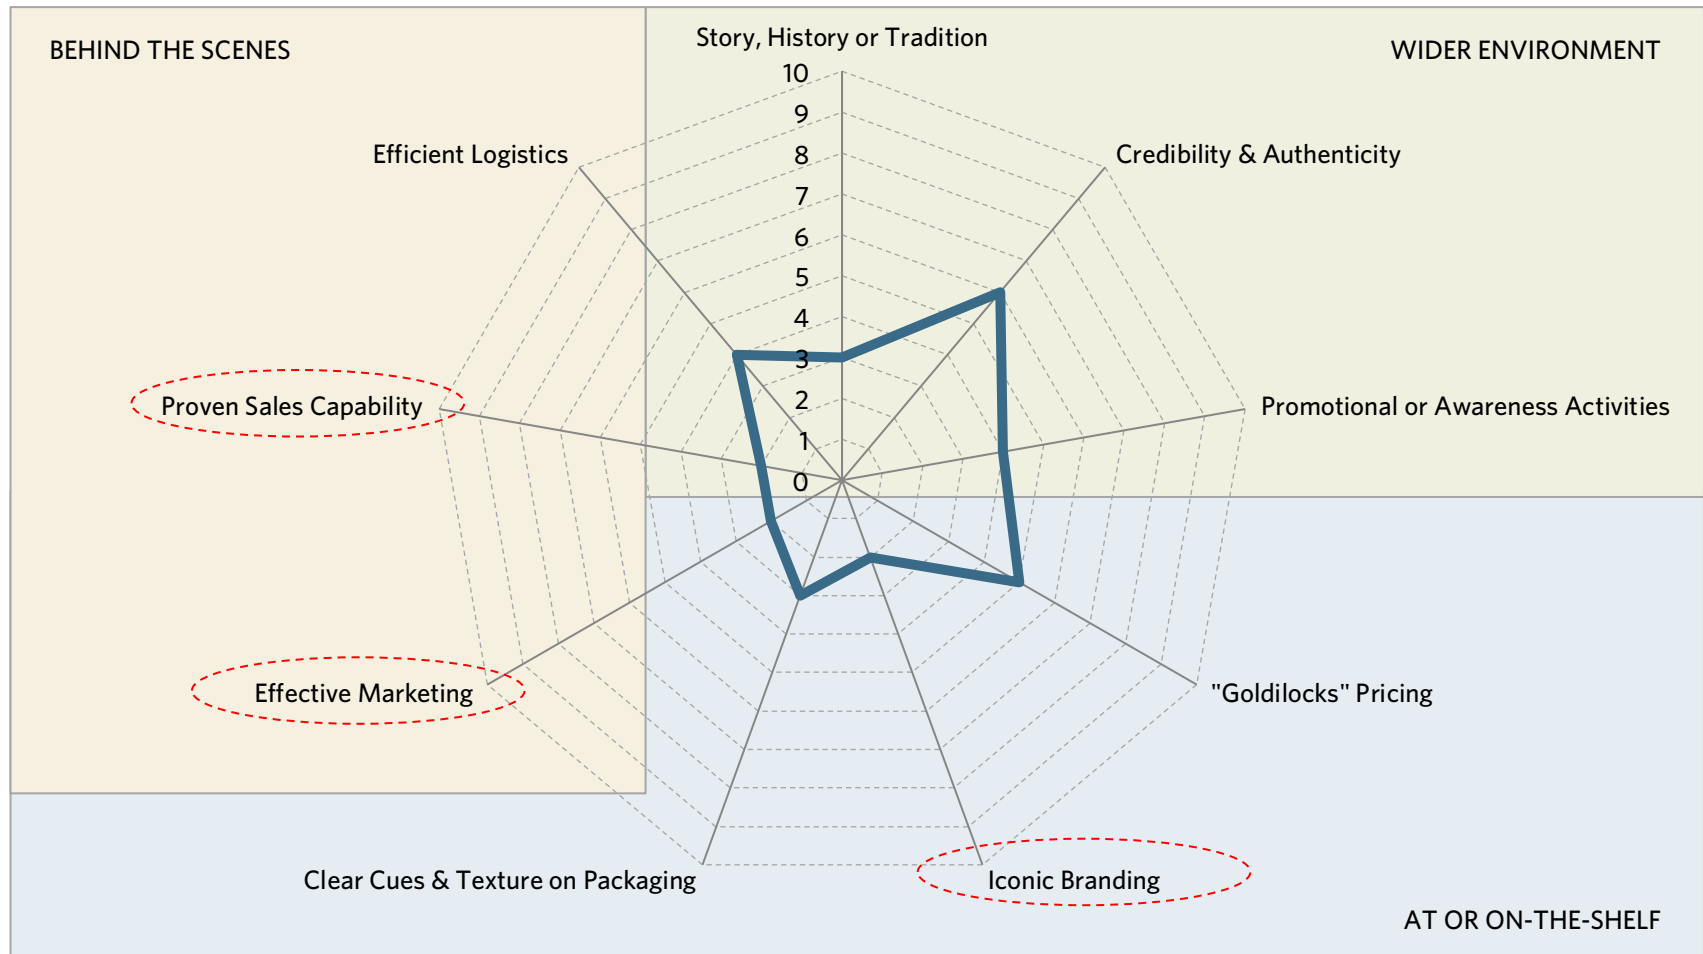 BEHIND THE SCENES
Story, History or Tradition
WIDER ENVIRONMENT
10
9
8
7
6
5
4
3
2
1
0
Efficient Logistics
Credibility & Authenticity
Proven Sales Capability
Promotional or Awareness Activities
Effective Marketing
"Goldilocks" Pricing
Clear Cues & Texture on Packaging
Iconic Branding
AT OR ON-THE-SHELF